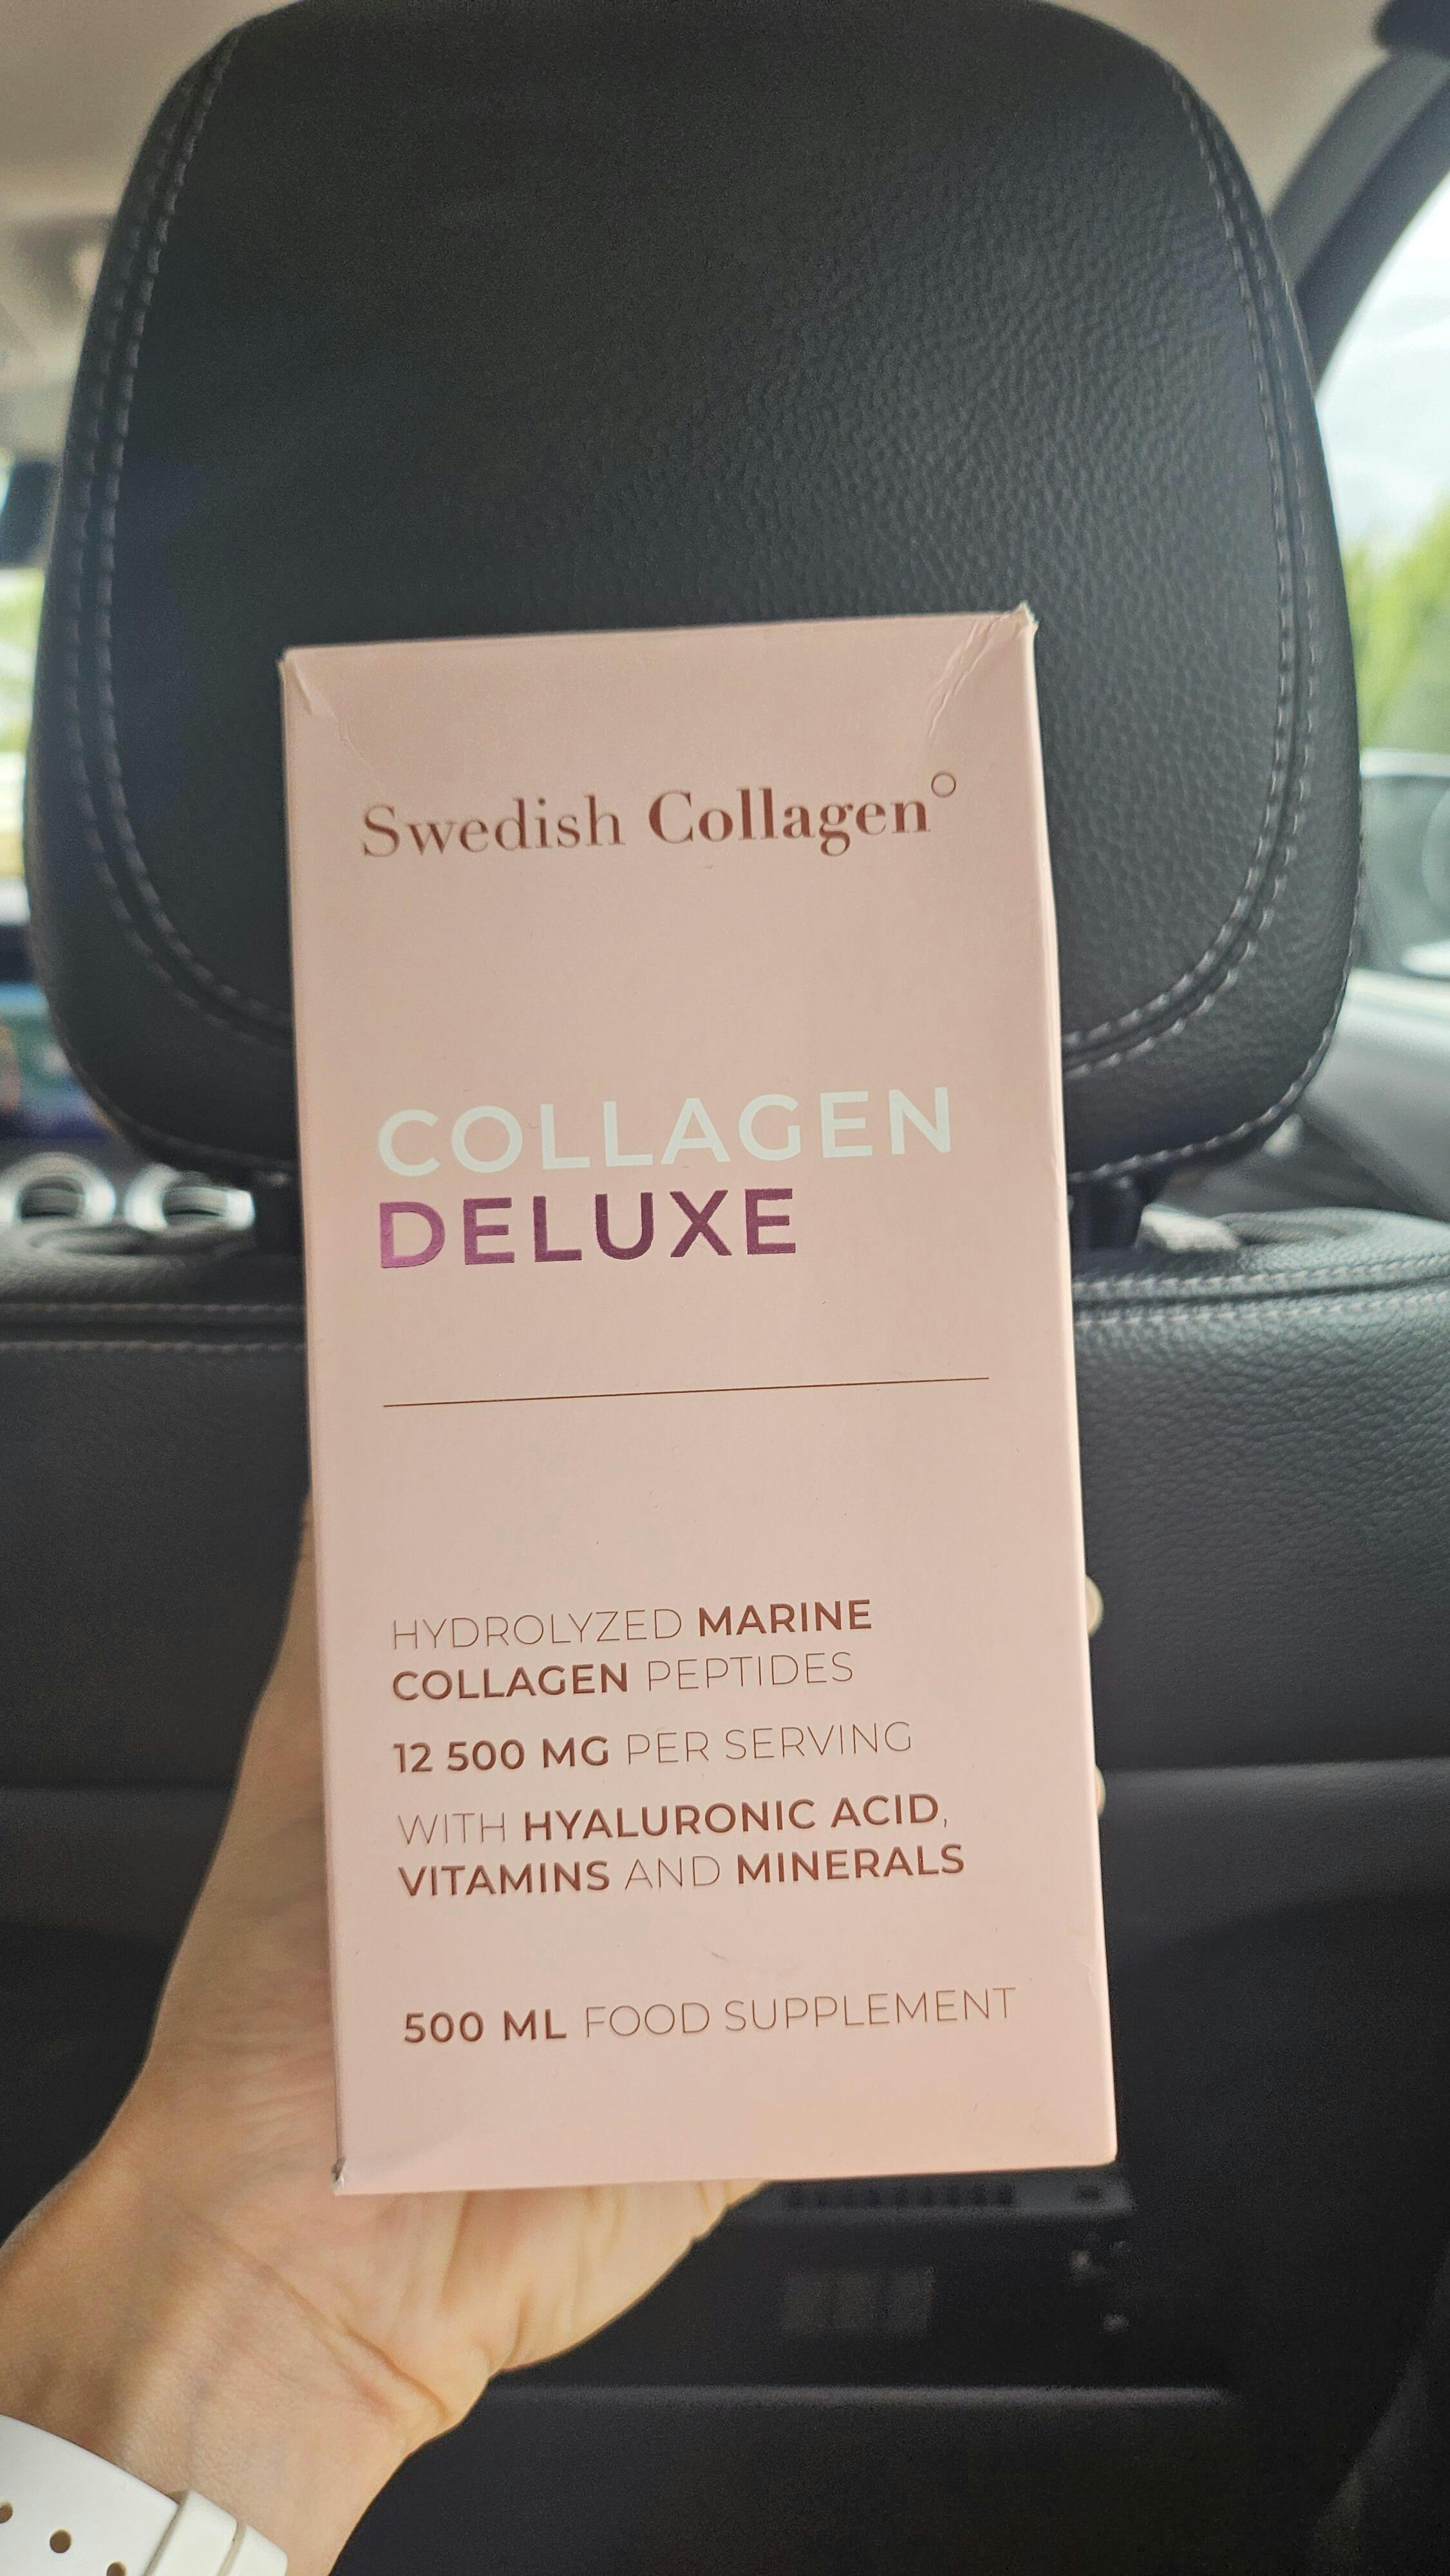 Swedish Collagen
COLLAGEN
DELUXE
HYDROLYZED MARINE
COLLAGEN PEPTIDES
12 500 MG PER SERVING
WITH HYALURONIC ACID,
VITAMINS AND MINERALS
500 ML FOOD SUPPLEMENT